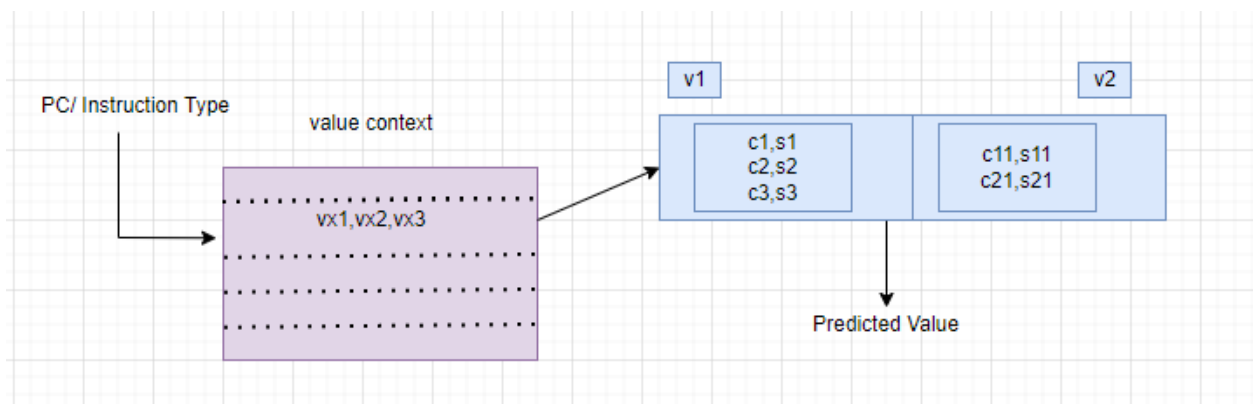 PC/ Instruction Type
value context
vx1,vx2,vx3
v1
v2
c1,s1
c2,s2
c3,s3
c11,s11
c21,s21
Predicted Value